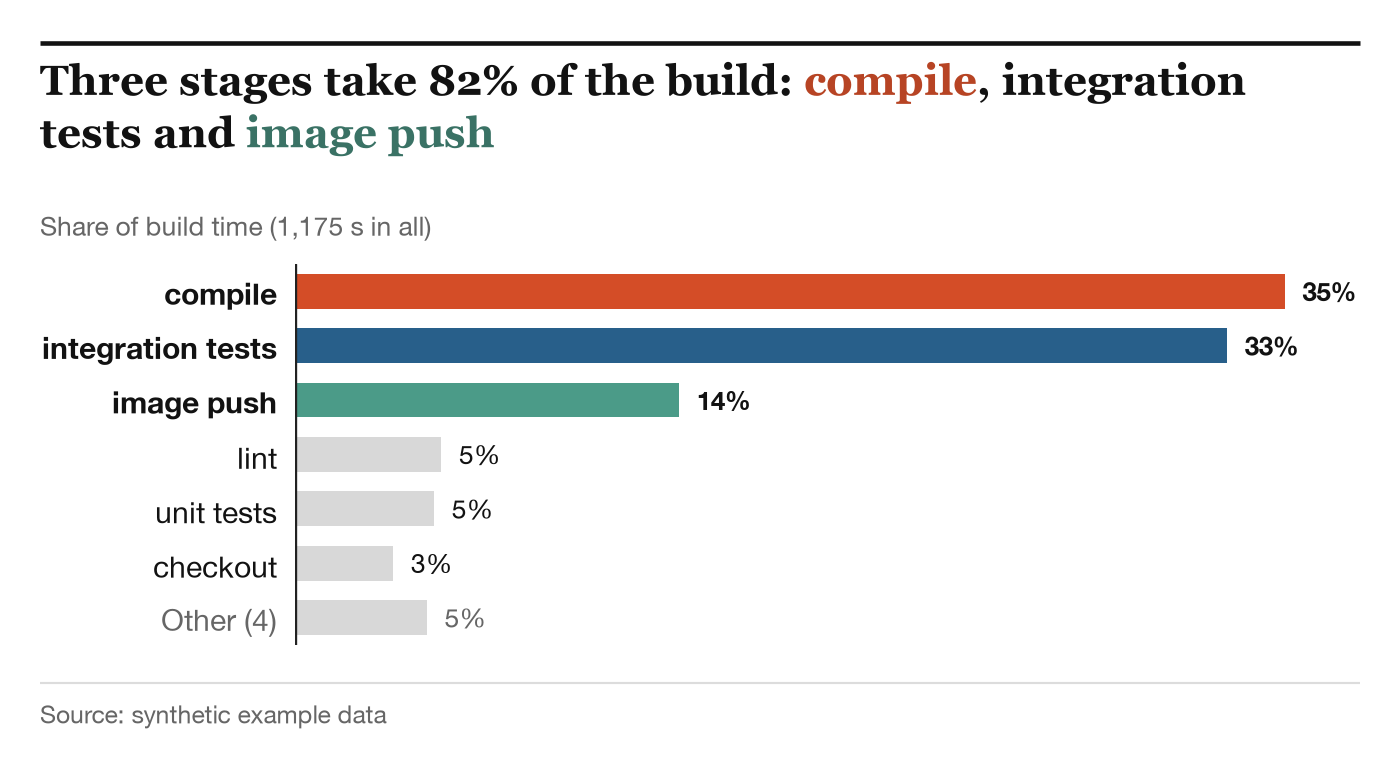 Three stages take 82% of the build: compile, integration
tests and image push
Share of build time (1,175 s in all)
compile 35%
integration tests 33%
image push 14%
lint 5%
unit tests 5%
checkout 3%
Other (4) 5%
Source: synthetic example data